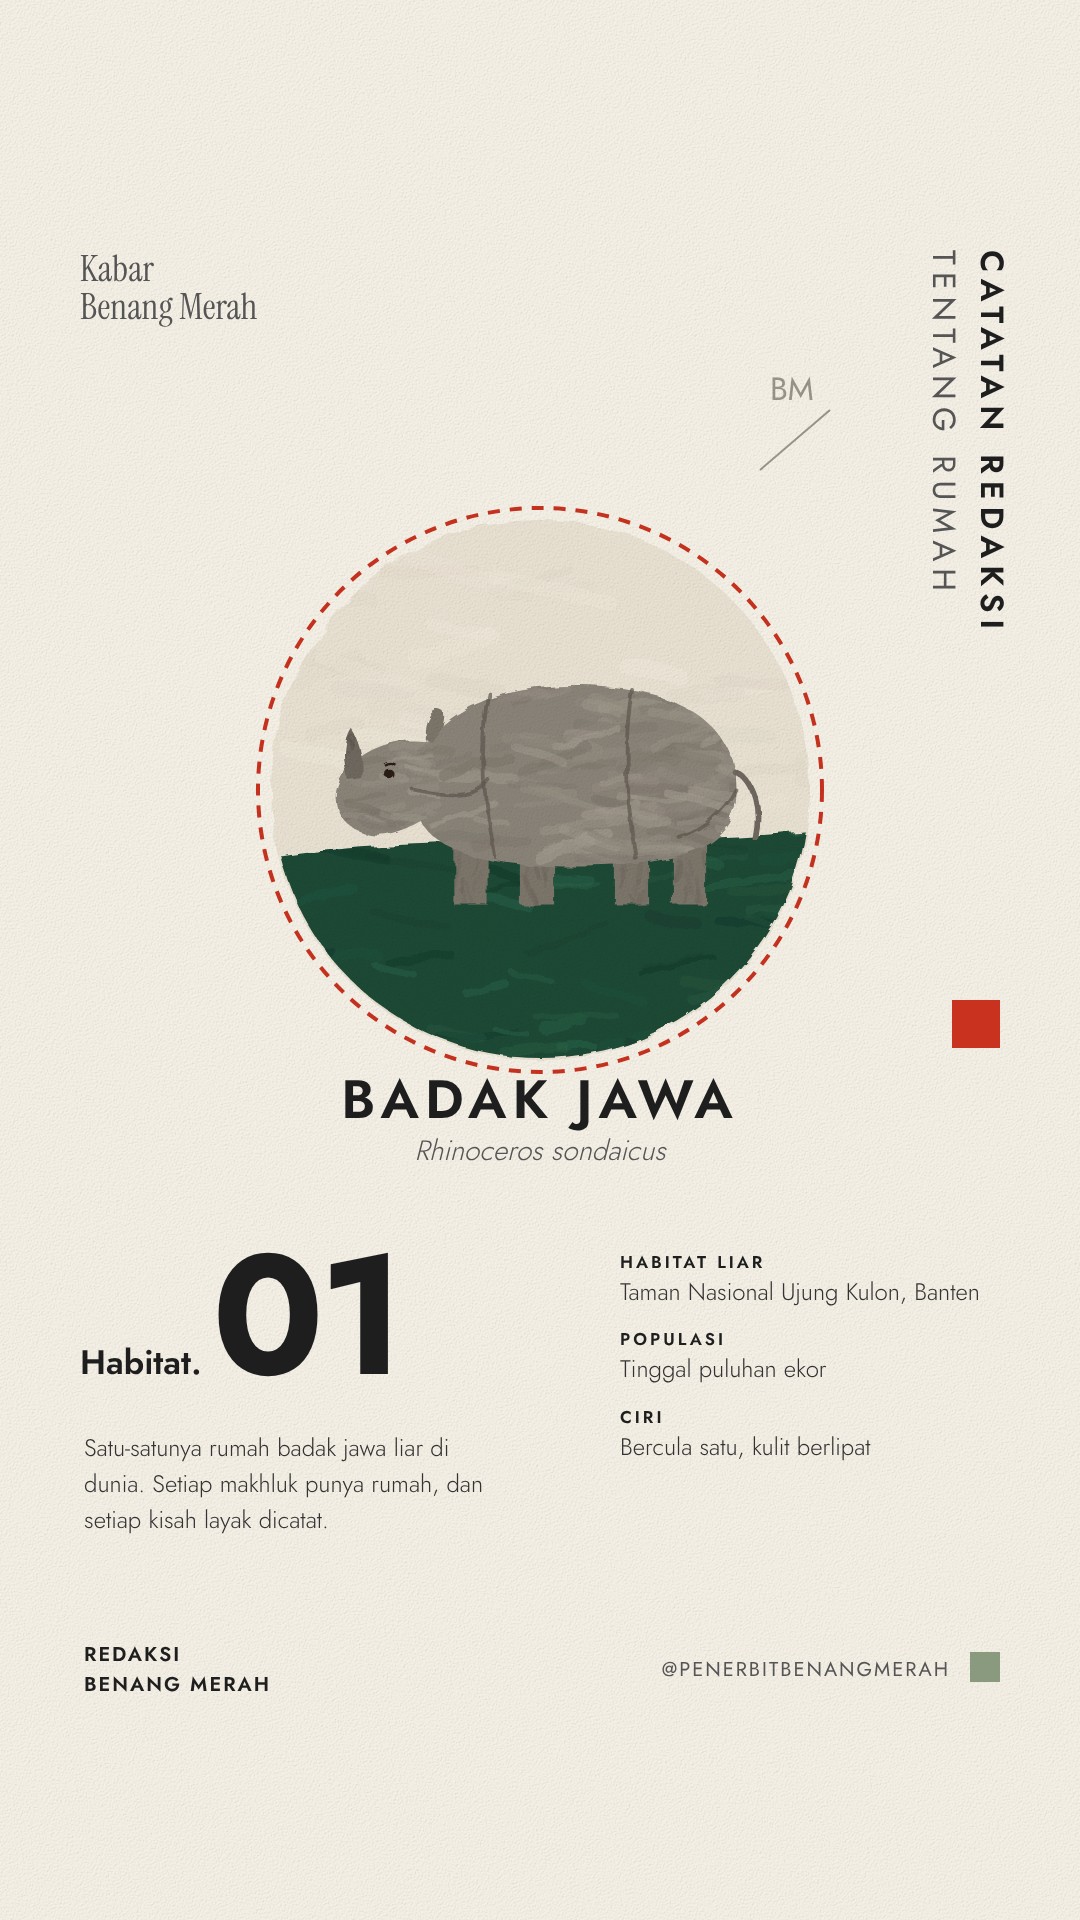 Kabar
Benang Merah
CATATAN REDAKSI
TENTANG RUMAH
BM
BADAK JAWA
Rhinoceros sondaicus
Habitat. 01
Satu-satunya rumah badak jawa liar di
dunia. Setiap makhluk punya rumah, dan
setiap kisah layak dicatat.
HABITAT LIAR
Taman Nasional Ujung Kulon, Banten
POPULASI
Tinggal puluhan ekor
CIRI
Bercula satu, kulit berlipat
REDAKSI
BENANG MERAH
@PENERBITBENANGMERAH